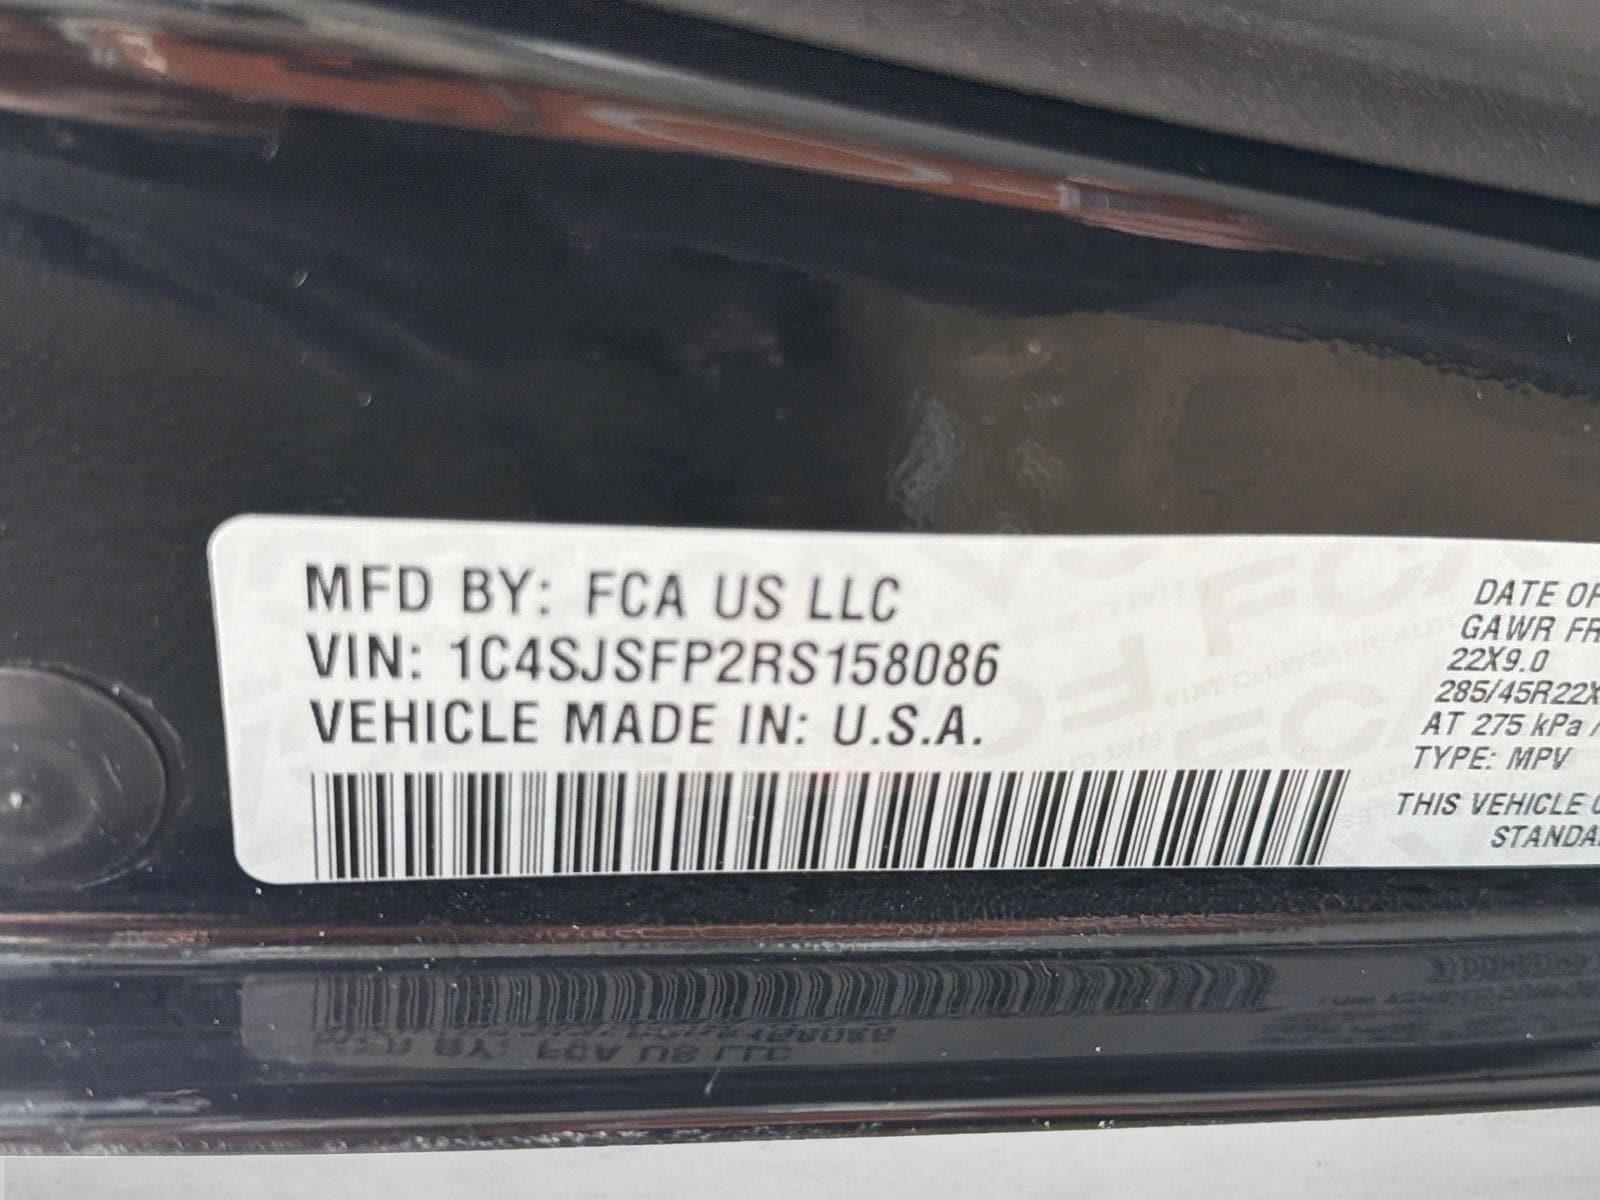 MFD BY: FCA US LLC
VIN: 1C4SJSFP2RS158086
VEHICLE MADE IN: U.S.A.
DATE OF
GAWR FR
22X9.0
285/45R22X
AT 275 kPa /
TYPE: MPV
THIS VEHICLE
STANDA